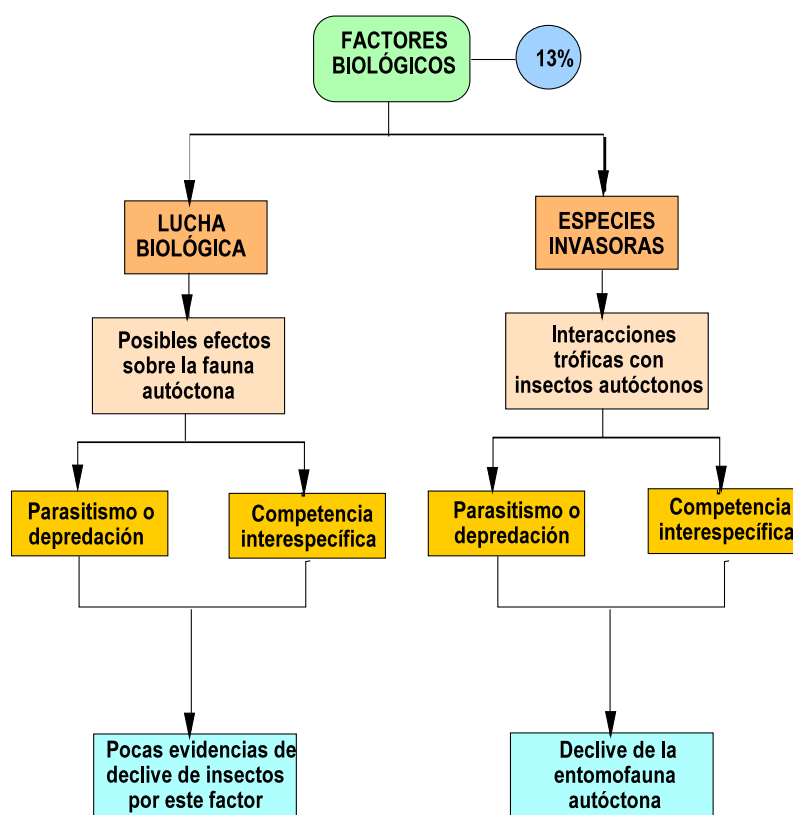 FACTORES
BIOLÓGICOS
13%
LUCHA
BIOLÓGICA
ESPECIES
INVASORAS
Posibles efectos
sobre la fauna
autóctona
Interacciones
tróficas con
insectos autóctonos
Parasitismo o
depredación
Competencia
interespecífica
Parasitismo o
depredación
Competencia
interespecífica
Pocas evidencias de
declive de insectos
por este factor
Declive de la
entomofauna
autóctona